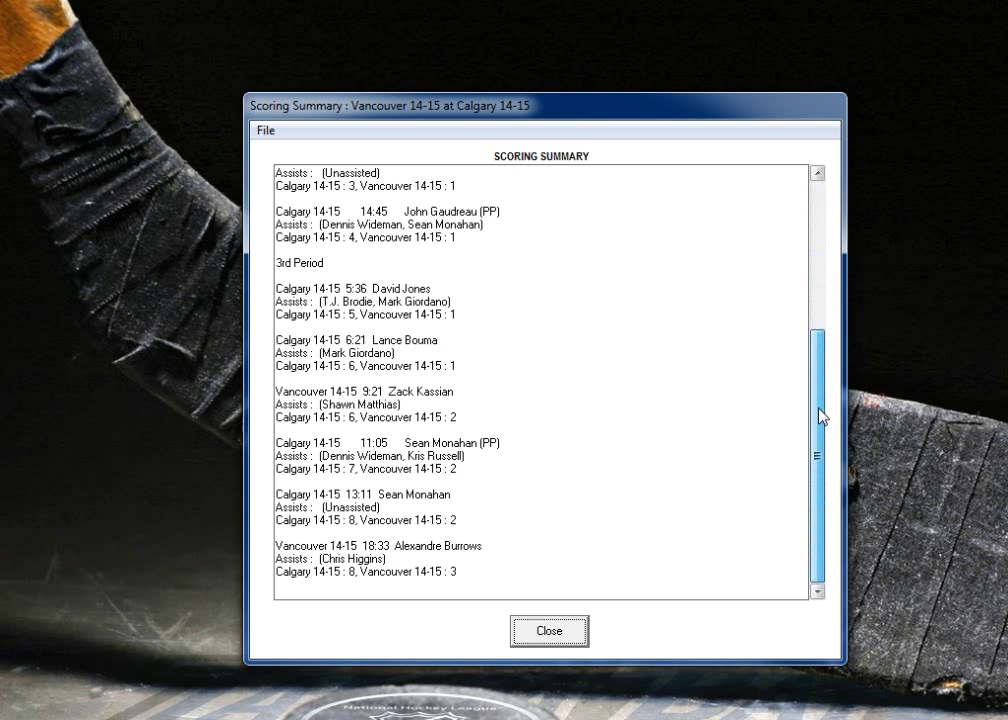 Scoring Summary : Vancouver 14-15 at Calgary 14-15
File
SCORING SUMMARY
Assists :   (Unassisted)
Calgary 14-15 : 3, Vancouver 14-15 : 1
Calgary 14-15      14:45     John Gaudreau (PP)
Assists :  (Dennis Wideman, Sean Monahan)
Calgary 14-15 : 4, Vancouver 14-15 : 1
3rd Period
Calgary 14-15  5:36  David Jones
Assists :  (T.J. Brodie, Mark Giordano)
Calgary 14-15 : 5, Vancouver 14-15 : 1
Calgary 14-15  6:21  Lance Bouma
Assists :  (Mark Giordano)
Calgary 14-15 : 6, Vancouver 14-15 : 1
Vancouver 14-15  9:21  Zack Kassian
Assists :  (Shawn Matthias)
Calgary 14-15 : 6, Vancouver 14-15 : 2
Calgary 14-15      11:05     Sean Monahan (PP)
Assists :  (Dennis Wideman, Kris Russell)
Calgary 14-15 : 7, Vancouver 14-15 : 2
Calgary 14-15  13:11  Sean Monahan
Assists :   (Unassisted)
Calgary 14-15 : 8, Vancouver 14-15 : 2
Vancouver 14-15  18:33  Alexandre Burrows
Assists :  (Chris Higgins)
Calgary 14-15 : 8, Vancouver 14-15 : 3
Close
National Hockey League